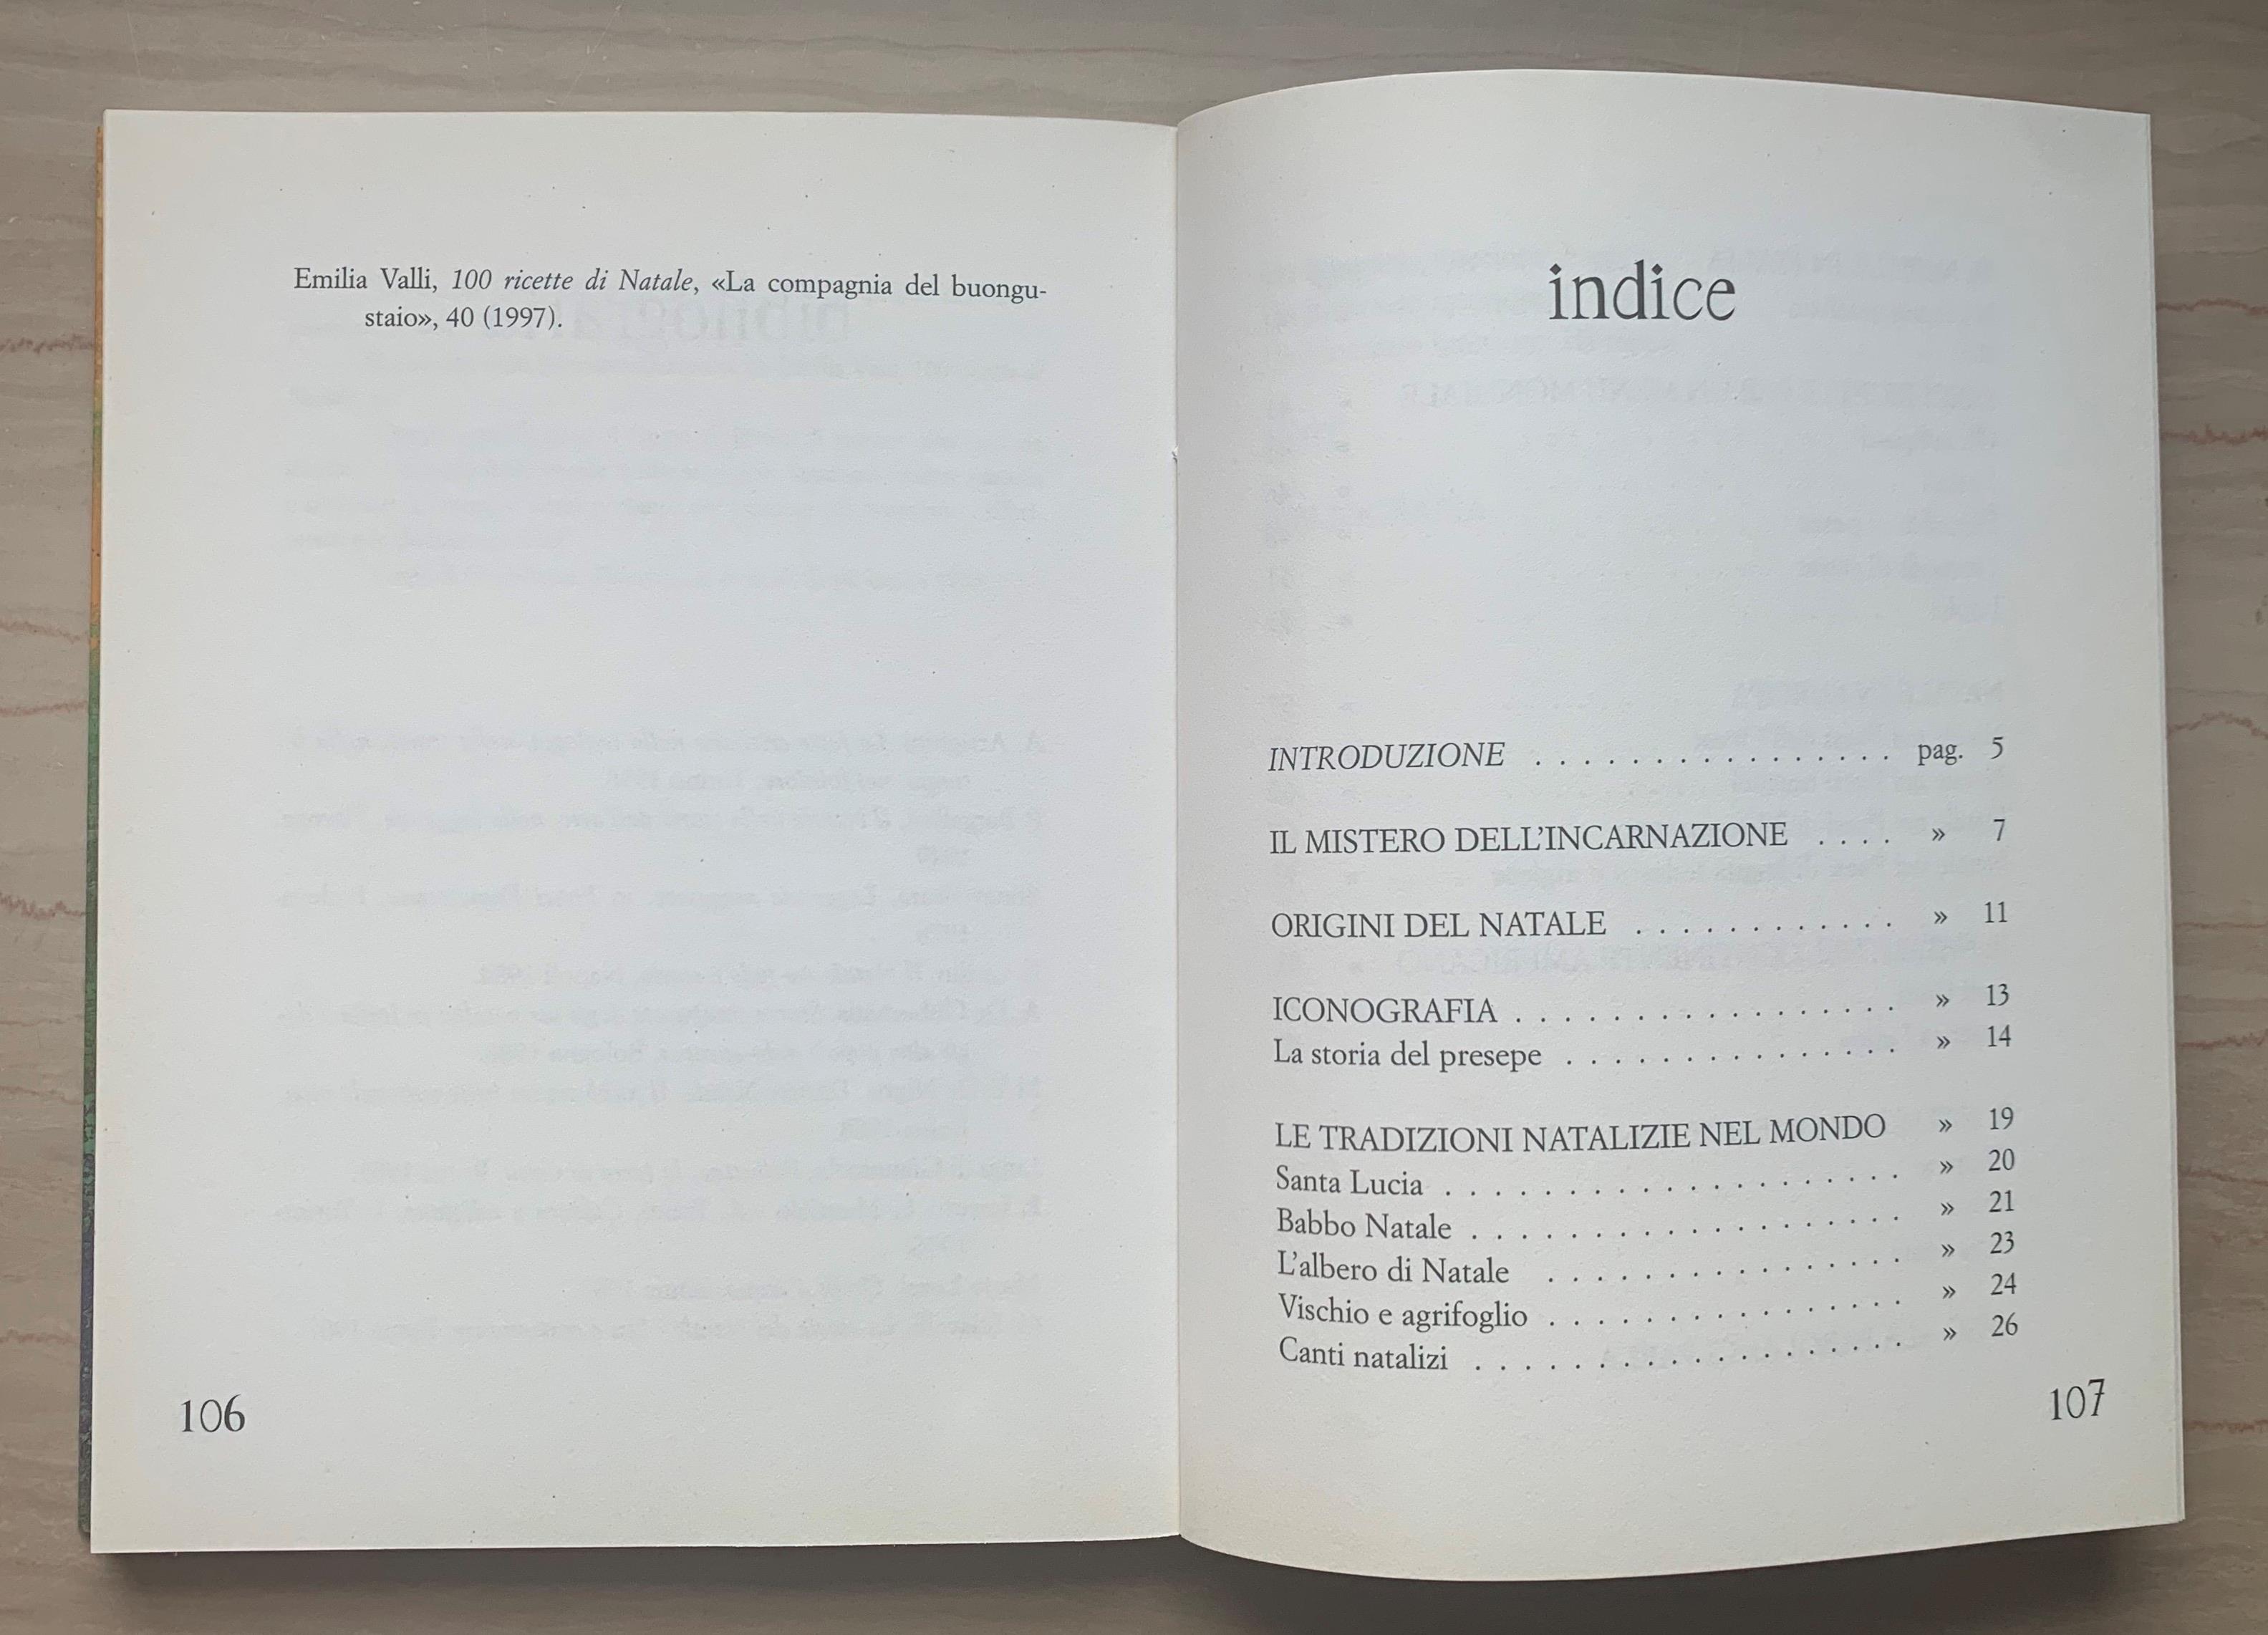 Emilia Valli, 100 ricette di Natale, «La compagnia del buongu-
staio», 40 (1997).
106
indice
INTRODUZIONE . . . . . . . . . . . . . . . pag. 5
IL MISTERO DELL'INCARNAZIONE . . . . » 7
ORIGINI DEL NATALE . . . . . . . . . . . » 11
ICONOGRAFIA . . . . . . . . . . . . . . . . » 13
La storia del presepe . . . . . . . . . . . . . . » 14
LE TRADIZIONI NATALIZIE NEL MONDO » 19
Santa Lucia . . . . . . . . . . . . . . . . . . . » 20
Babbo Natale . . . . . . . . . . . . . . . . . . » 21
L'albero di Natale . . . . . . . . . . . . . . . » 23
Vischio e agrifoglio . . . . . . . . . . . . . . . » 24
Canti natalizi . . . . . . . . . . . . . . . . . . » 26
107